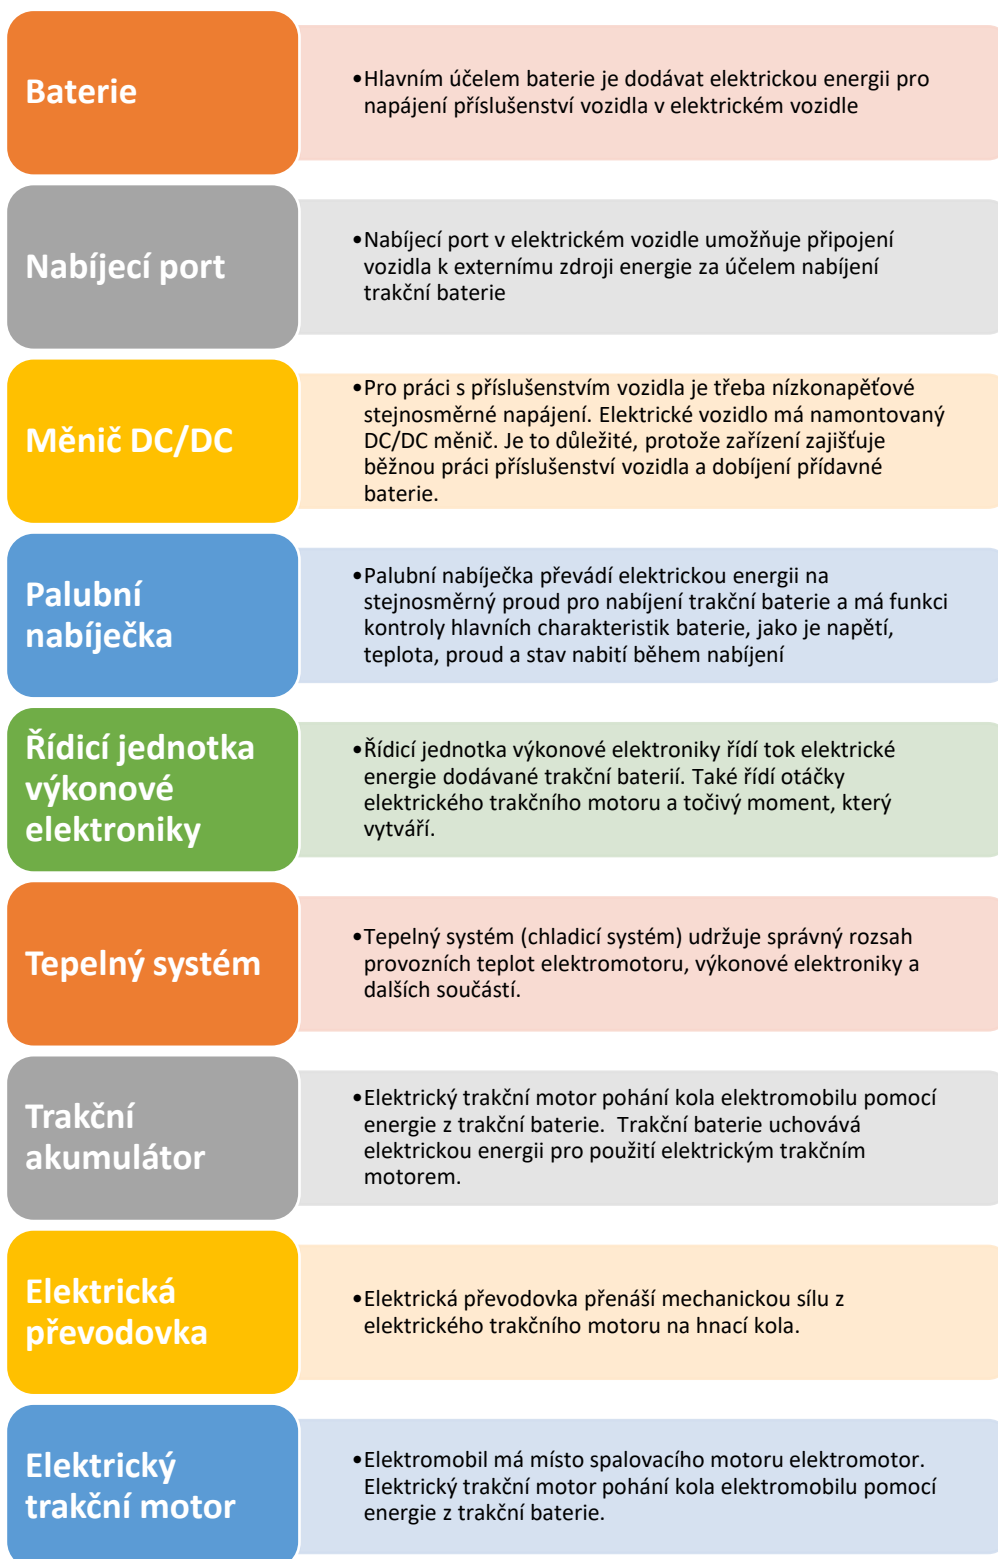 Baterie
•Hlavním účelem baterie je dodávat elektrickou energii pro
napájení příslušenství vozidla v elektrickém vozidle
Nabíjecí port
•Nabíjecí port v elektrickém vozidle umožňuje připojení
vozidla k externímu zdroji energie za účelem nabíjení
trakční baterie
Měnič DC/DC
•Pro práci s příslušenstvím vozidla je třeba nízkonapěťové
stejnosměrné napájení. Elektrické vozidlo má namontovaný
DC/DC měnič. Je to důležité, protože zařízení zajišťuje
běžnou práci příslušenství vozidla a dobíjení přídavné
baterie.
Palubní
nabíječka
•Palubní nabíječka převádí elektrickou energii na
stejnosměrný proud pro nabíjení trakční baterie a má funkci
kontroly hlavních charakteristik baterie, jako je napětí,
teplota, proud a stav nabití během nabíjení
Řídicí jednotka
výkonové
elektroniky
•Řídicí jednotka výkonové elektroniky řídí tok elektrické
energie dodávané trakční baterií. Také řídí otáčky
elektrického trakčního motoru a točivý moment, který
vytváří.
Tepelný systém
•Tepelný systém (chladicí systém) udržuje správný rozsah
provozních teplot elektromotoru, výkonové elektroniky a
dalších součástí.
Trakční
akumulátor
•Elektrický trakční motor pohání kola elektromobilu pomocí
energie z trakční baterie.  Trakční baterie uchovává
elektrickou energii pro použití elektrickým trakčním
motorem.
Elektrická
převodovka
•Elektrická převodovka přenáší mechanickou sílu z
elektrického trakčního motoru na hnací kola.
Elektrický
trakční motor
•Elektromobil má místo spalovacího motoru elektromotor.
Elektrický trakční motor pohání kola elektromobilu pomocí
energie z trakční baterie.